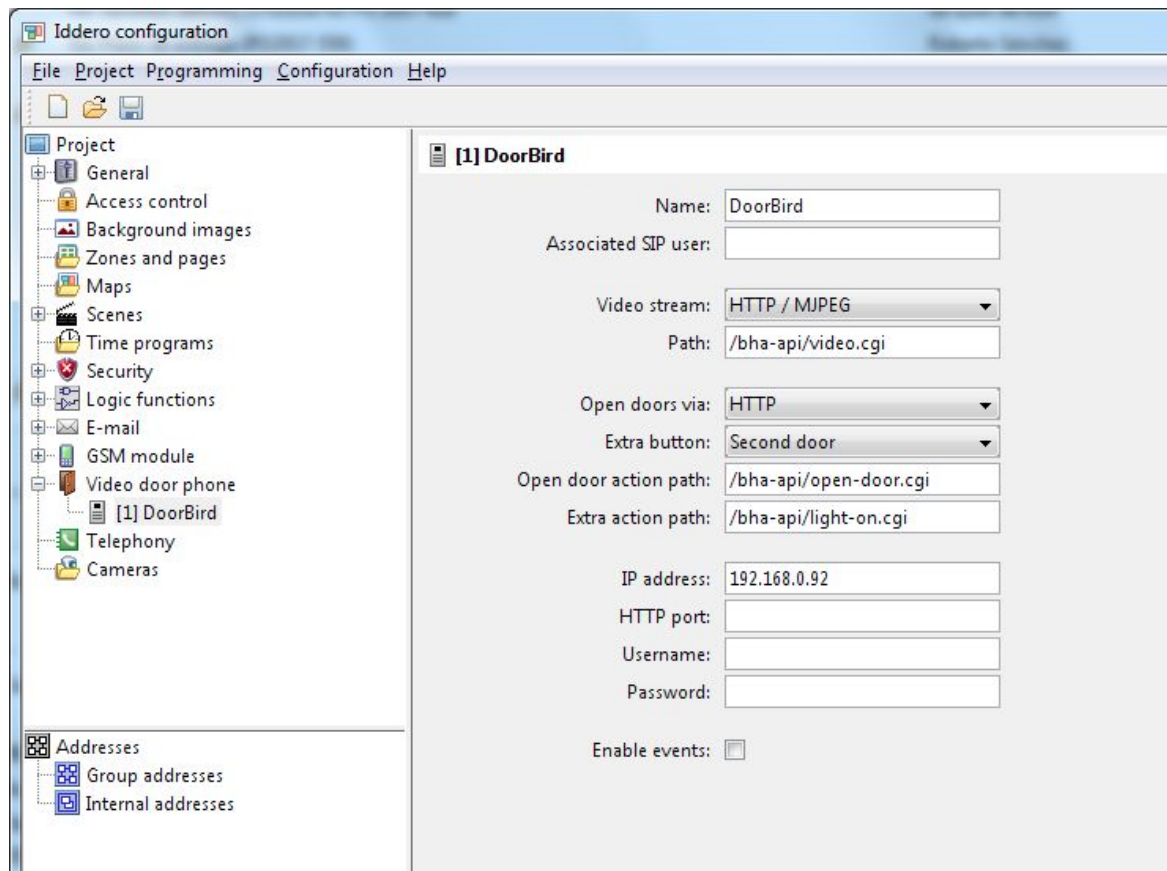 Iddero configuration
File Project Programming Configuration Help
Project
General
Access control
Background images
Zones and pages
Maps
Scenes
Time programs
Security
Logic functions
E-mail
GSM module
Video door phone
[1] DoorBird
Telephony
Cameras
Addresses
Group addresses
Internal addresses
[1] DoorBird
Name: DoorBird
Associated SIP user:
Video stream: HTTP / MJPEG
Path: /bha-api/video.cgi
Open doors via: HTTP
Extra button: Second door
Open door action path: /bha-api/open-door.cgi
Extra action path: /bha-api/light-on.cgi
IP address: 192.168.0.92
HTTP port:
Username:
Password:
Enable events: